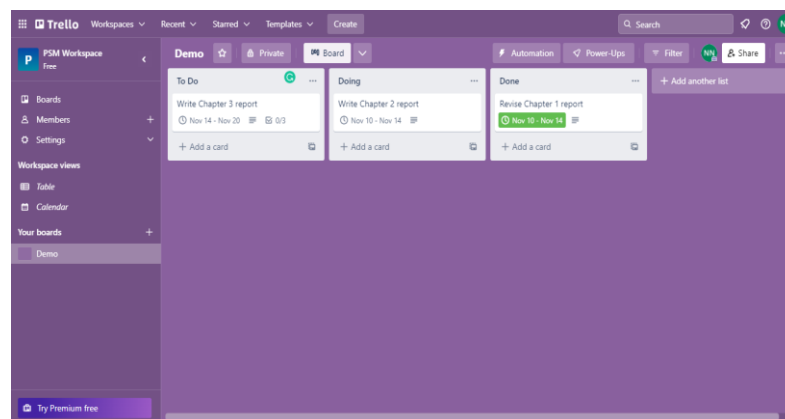 Trello Workspaces Recent Starred Templates Create Search
P PSM Workspace
Free
Demo Private Board Automation Power-Ups Filter NN Share
To Do
Doing
Done
+ Add another list
Write Chapter 3 report
Nov 14 - Nov 20 0/3
+ Add a card
Write Chapter 2 report
Nov 10 - Nov 14
+ Add a card
Revise Chapter 1 report
Nov 10 - Nov 14
+ Add a card
Boards
Members +
Settings
Workspace views
Table
Calendar
Your boards +
Demo
Try Premium free